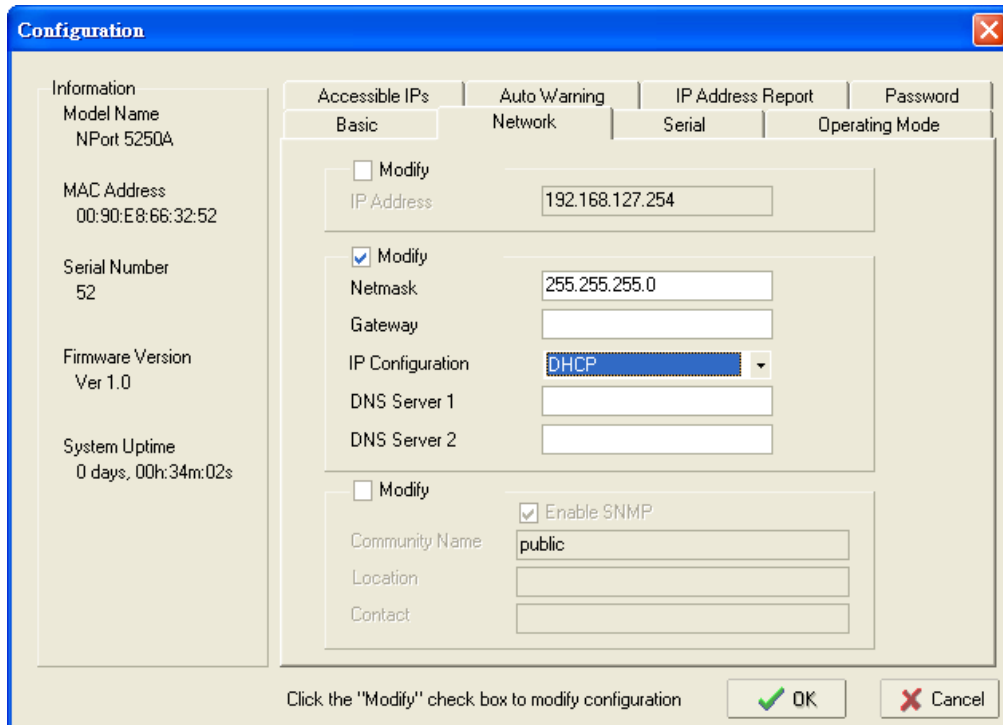 Configuration
Information
Model Name
NPort 5250A
MAC Address
00:90:E8:66:32:52
Serial Number
52
Firmware Version
Ver 1.0
System Uptime
0 days, 00h:34m:02s
Accessible IPs
Auto Warning
IP Address Report
Password
Basic
Network
Serial
Operating Mode
Modify
IP Address
192.168.127.254
Modify
Netmask
255.255.255.0
Gateway
IP Configuration
DHCP
DNS Server 1
DNS Server 2
Modify
Enable SNMP
Community Name
public
Location
Contact
Click the "Modify" check box to modify configuration
OK
Cancel